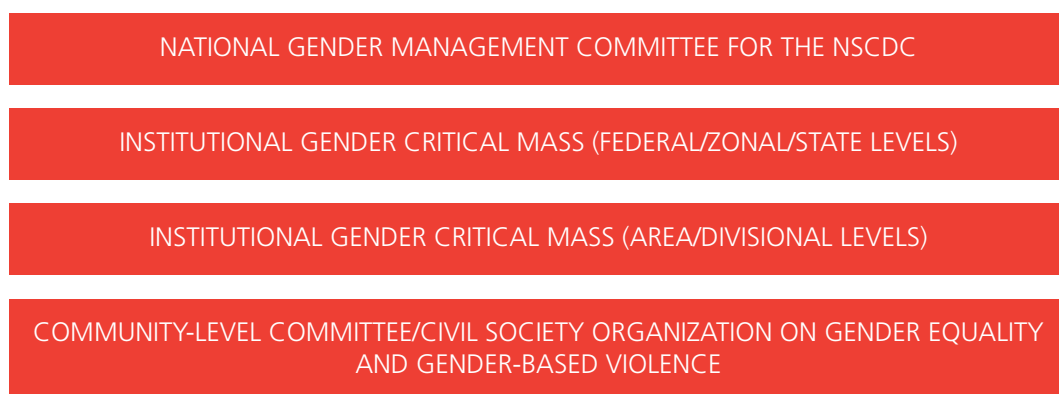 NATIONAL GENDER MANAGEMENT COMMITTEE FOR THE NSCDC
INSTITUTIONAL GENDER CRITICAL MASS (FEDERAL/ZONAL/STATE LEVELS)
INSTITUTIONAL GENDER CRITICAL MASS (AREA/DIVISIONAL LEVELS)
COMMUNITY-LEVEL COMMITTEE/CIVIL SOCIETY ORGANIZATION ON GENDER EQUALITY
AND GENDER-BASED VIOLENCE